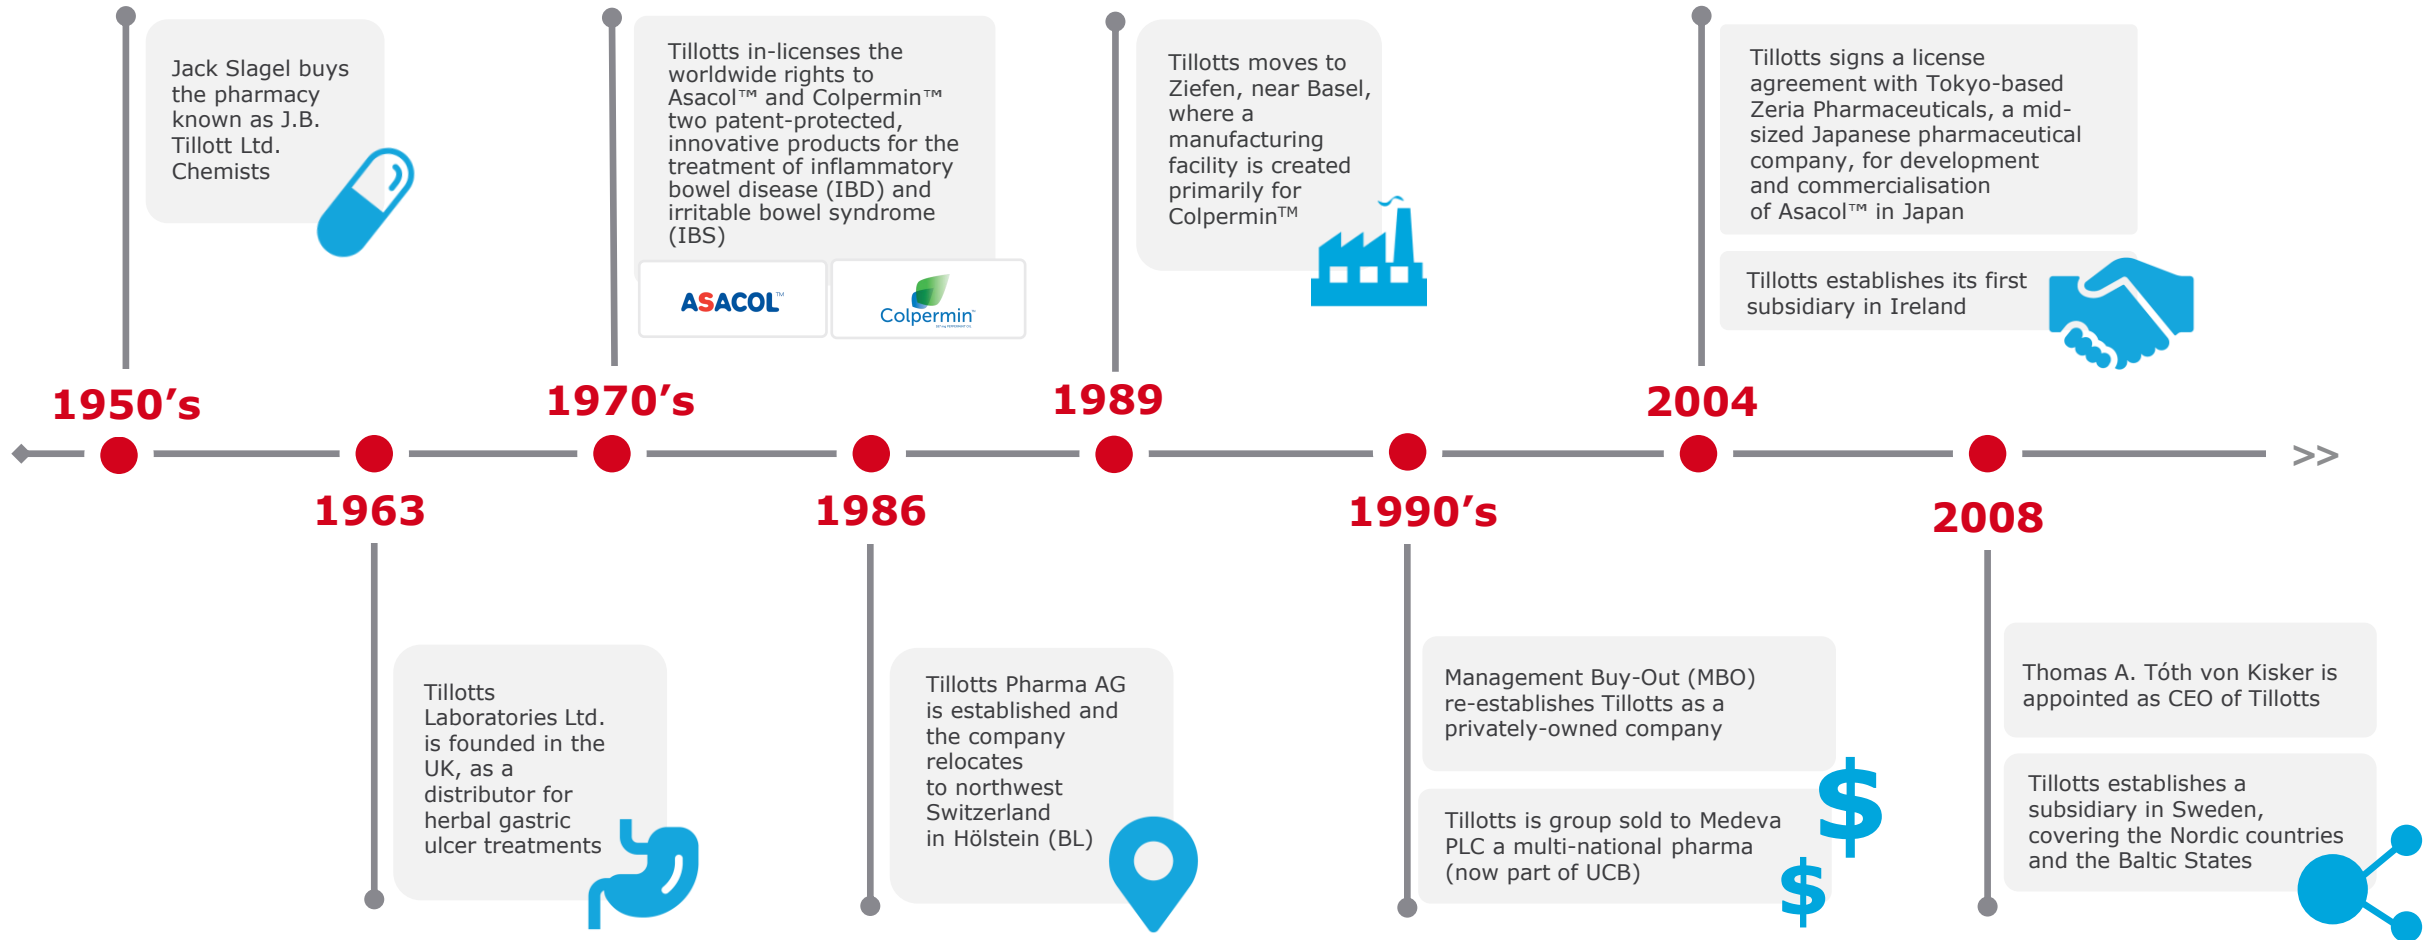 Jack Slagel buys
the pharmacy
known as J.B.
Tillott Ltd.
Chemists
Tillotts in-licenses the
worldwide rights to
Asacol™ and Colpermin™
two patent-protected,
innovative products for the
treatment of inflammatory
bowel disease (IBD) and
irritable bowel syndrome
(IBS)
ASACOL™
Colpermin™
Tillotts moves to
Ziefen, near Basel,
where a
manufacturing
facility is created
primarily for
Colpermin™
Tillotts signs a license
agreement with Tokyo-based
Zeria Pharmaceuticals, a mid-
sized Japanese pharmaceutical
company, for development
and commercialisation
of Asacol™ in Japan
Tillotts establishes its first
subsidiary in Ireland
1950’s
1970’s
1989
2004
>>
1963
1986
1990’s
2008
Tillotts
Laboratories Ltd.
is founded in the
UK, as a
distributor for
herbal gastric
ulcer treatments
Tillotts Pharma AG
is established and
the company
relocates
to northwest
Switzerland
in Hölstein (BL)
Management Buy-Out (MBO)
re-establishes Tillotts as a
privately-owned company
Tillotts is group sold to Medeva
PLC a multi-national pharma
(now part of UCB)
$
$
Thomas A. Tóth von Kisker is
appointed as CEO of Tillotts
Tillotts establishes a
subsidiary in Sweden,
covering the Nordic countries
and the Baltic States